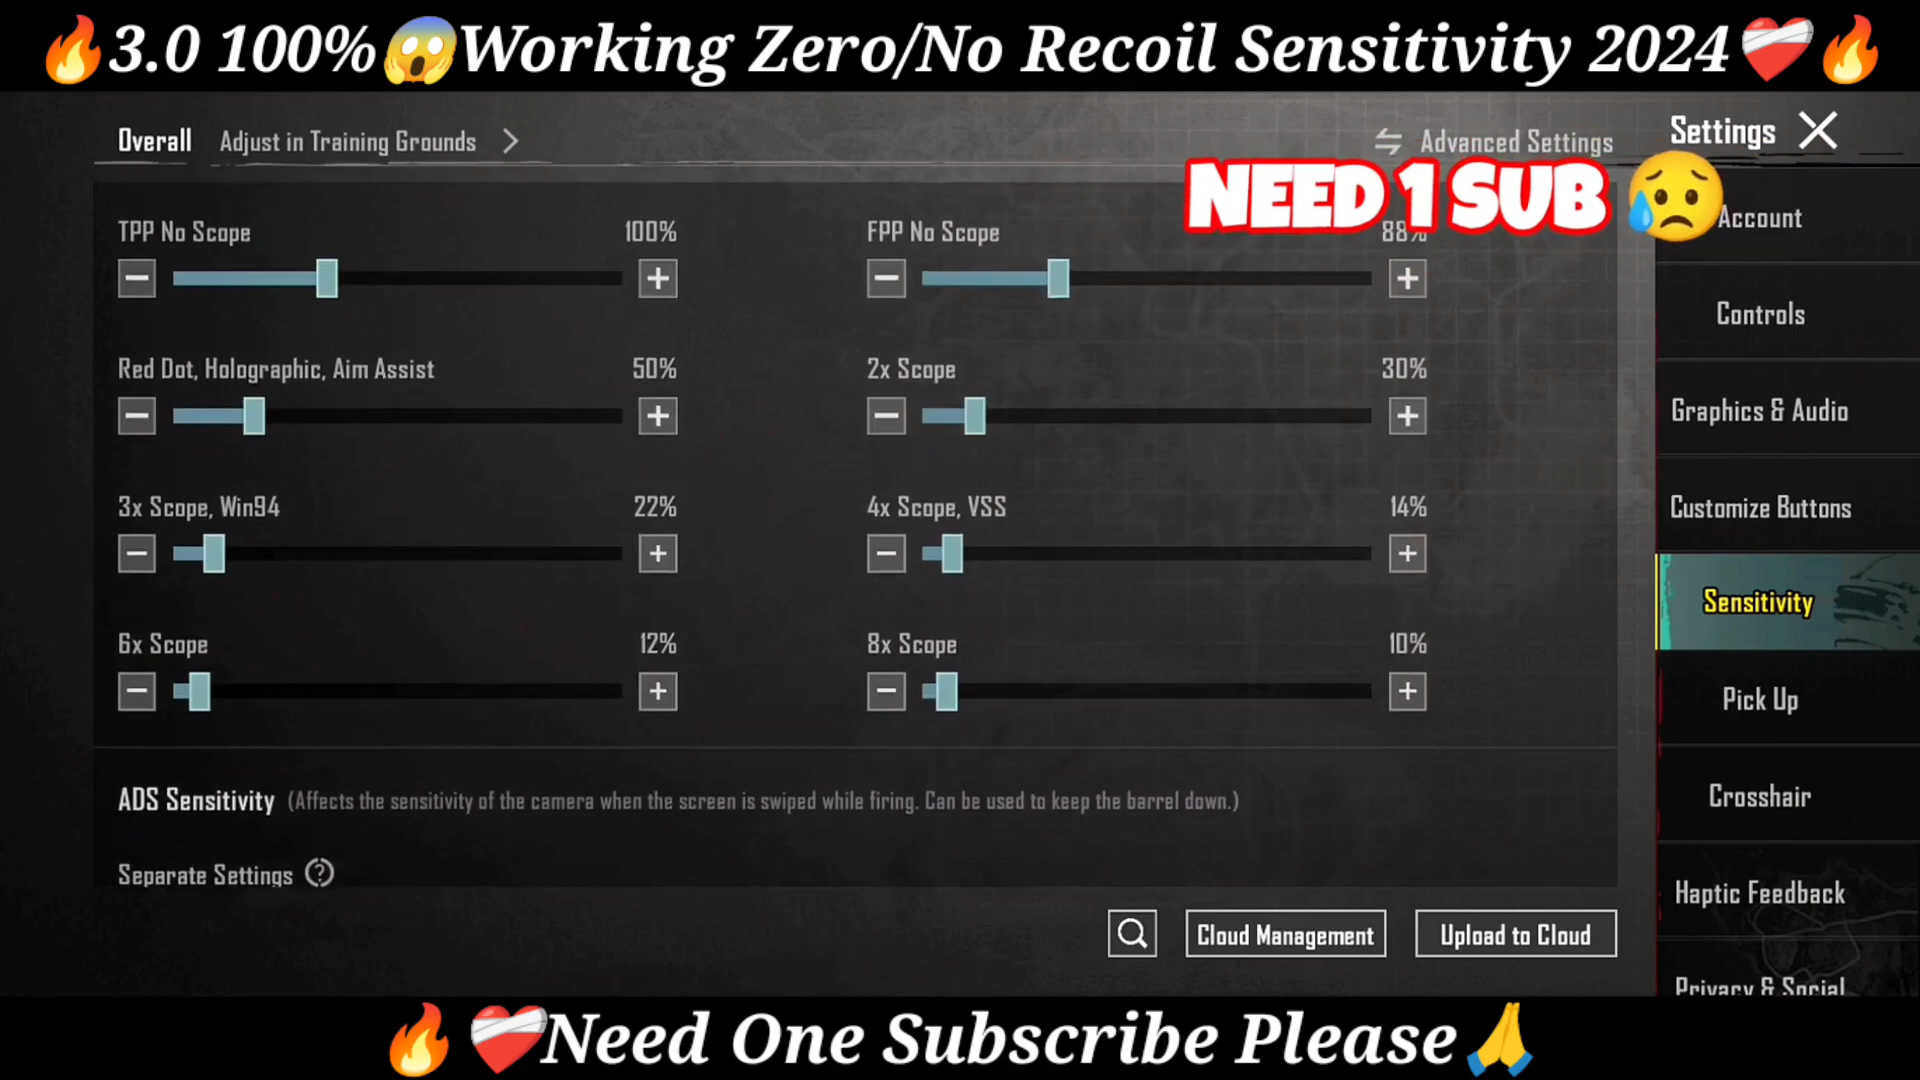 🔥3.0 100%😱Working Zero/No Recoil Sensitivity 2024❤️‍🩹🔥
Overall Adjust in Training Grounds Advanced Settings Settings
NEED 1 SUB 😥
TPP No Scope 100% FPP No Scope 88% Account
Controls
Red Dot, Holographic, Aim Assist 50% 2x Scope 30%
Graphics & Audio
3x Scope, Win94 22% 4x Scope, VSS 14% Customize Buttons
Sensitivity
6x Scope 12% 8x Scope 10%
Pick Up
ADS Sensitivity (Affects the sensitivity of the camera when the screen is swiped while firing. Can be used to keep the barrel down.) Crosshair
Separate Settings ?
Haptic Feedback
Cloud Management Upload to Cloud
Privacy & Social
🔥❤️‍🩹Need One Subscribe Please🙏